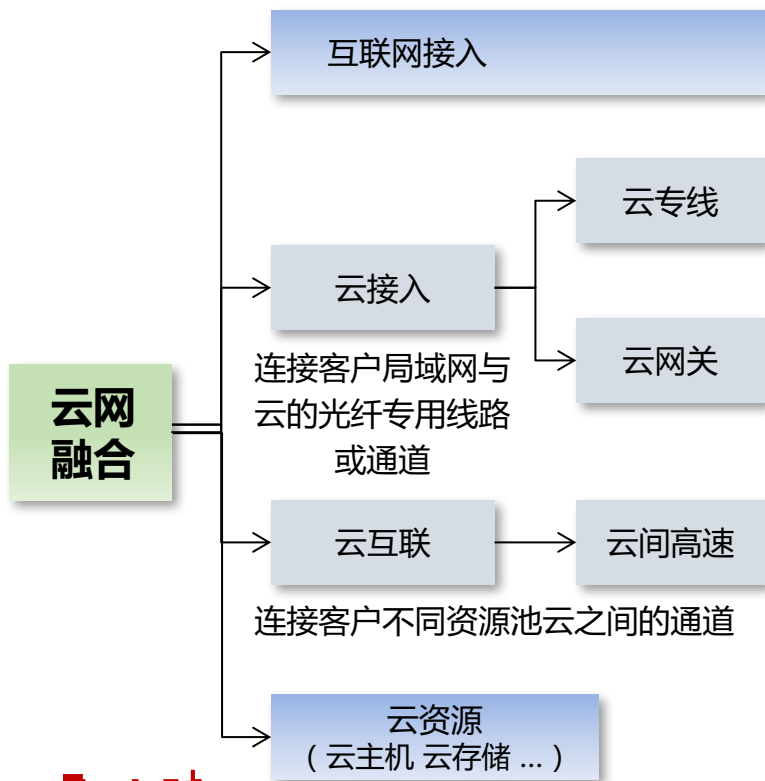 互联网接入
云专线
云接入
云网关
连接客户局域网与
云的光纤专用线路
或通道
云网
融合
云互联
云间高速
连接客户不同资源池云之间的通道
云资源
（云主机 云存储 ...）